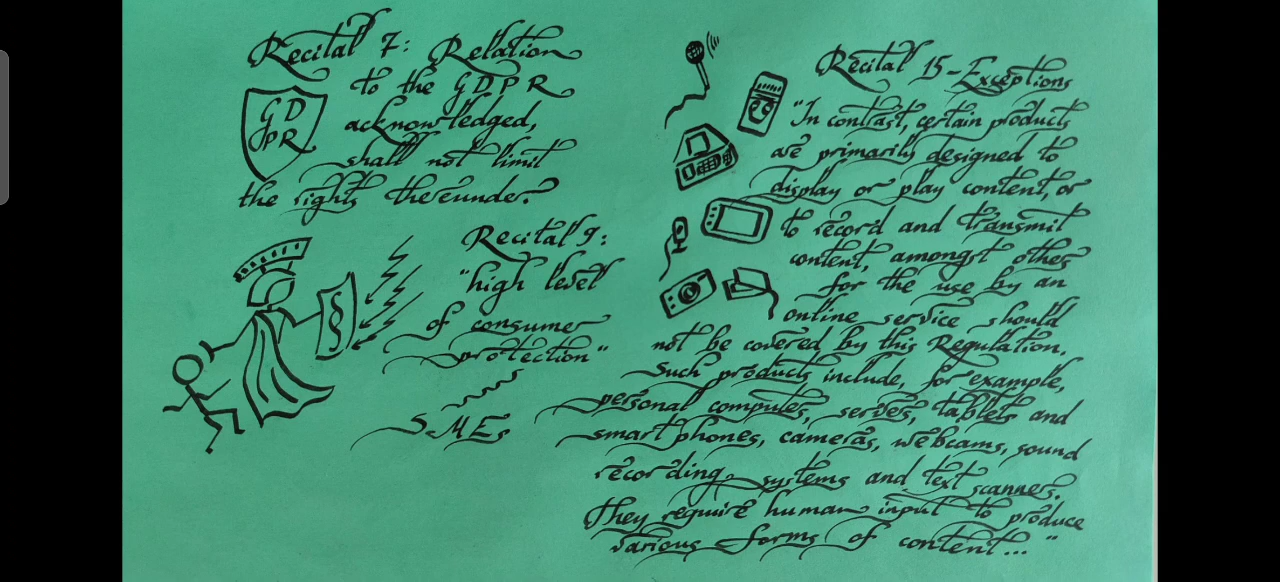 Recital 7: Relation
to the GDPR
GD
PR
acknowledged,
shall not limit
the rights thereunder.
Recital 9:
"high level
of consumer
protection"
§
SMEs
Recital 15-Exceptions
"In contrast, certain products
are primarily designed to
display or play content, or
to record and transmit
content, amongst other
for the use by an
online service should
not be covered by this Regulation.
Such products include, for example,
personal computers, servers, tablets and
smart phones, cameras, webcams, sound
recording systems and text scanners.
They require human input to produce
various forms of content..."